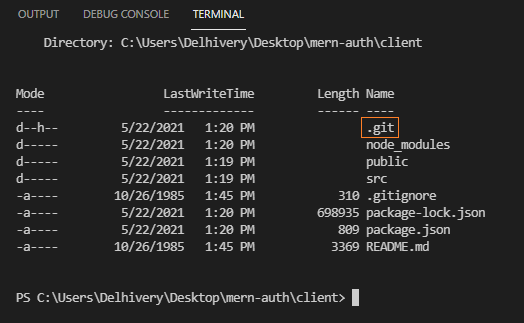 OUTPUT DEBUG CONSOLE TERMINAL
Directory: C:\Users\Delhivery\Desktop\mern-auth\client
Mode LastWriteTime Length Name
---- ------------- ------ ----
d--h-- 5/22/2021 1:20 PM .git
d----- 5/22/2021 1:20 PM node_modules
d----- 5/22/2021 1:19 PM public
d----- 5/22/2021 1:19 PM src
-a---- 10/26/1985 1:45 PM 310 .gitignore
-a---- 5/22/2021 1:20 PM 698935 package-lock.json
-a---- 5/22/2021 1:20 PM 809 package.json
-a---- 10/26/1985 1:45 PM 3369 README.md
PS C:\Users\Delhivery\Desktop\mern-auth\client>